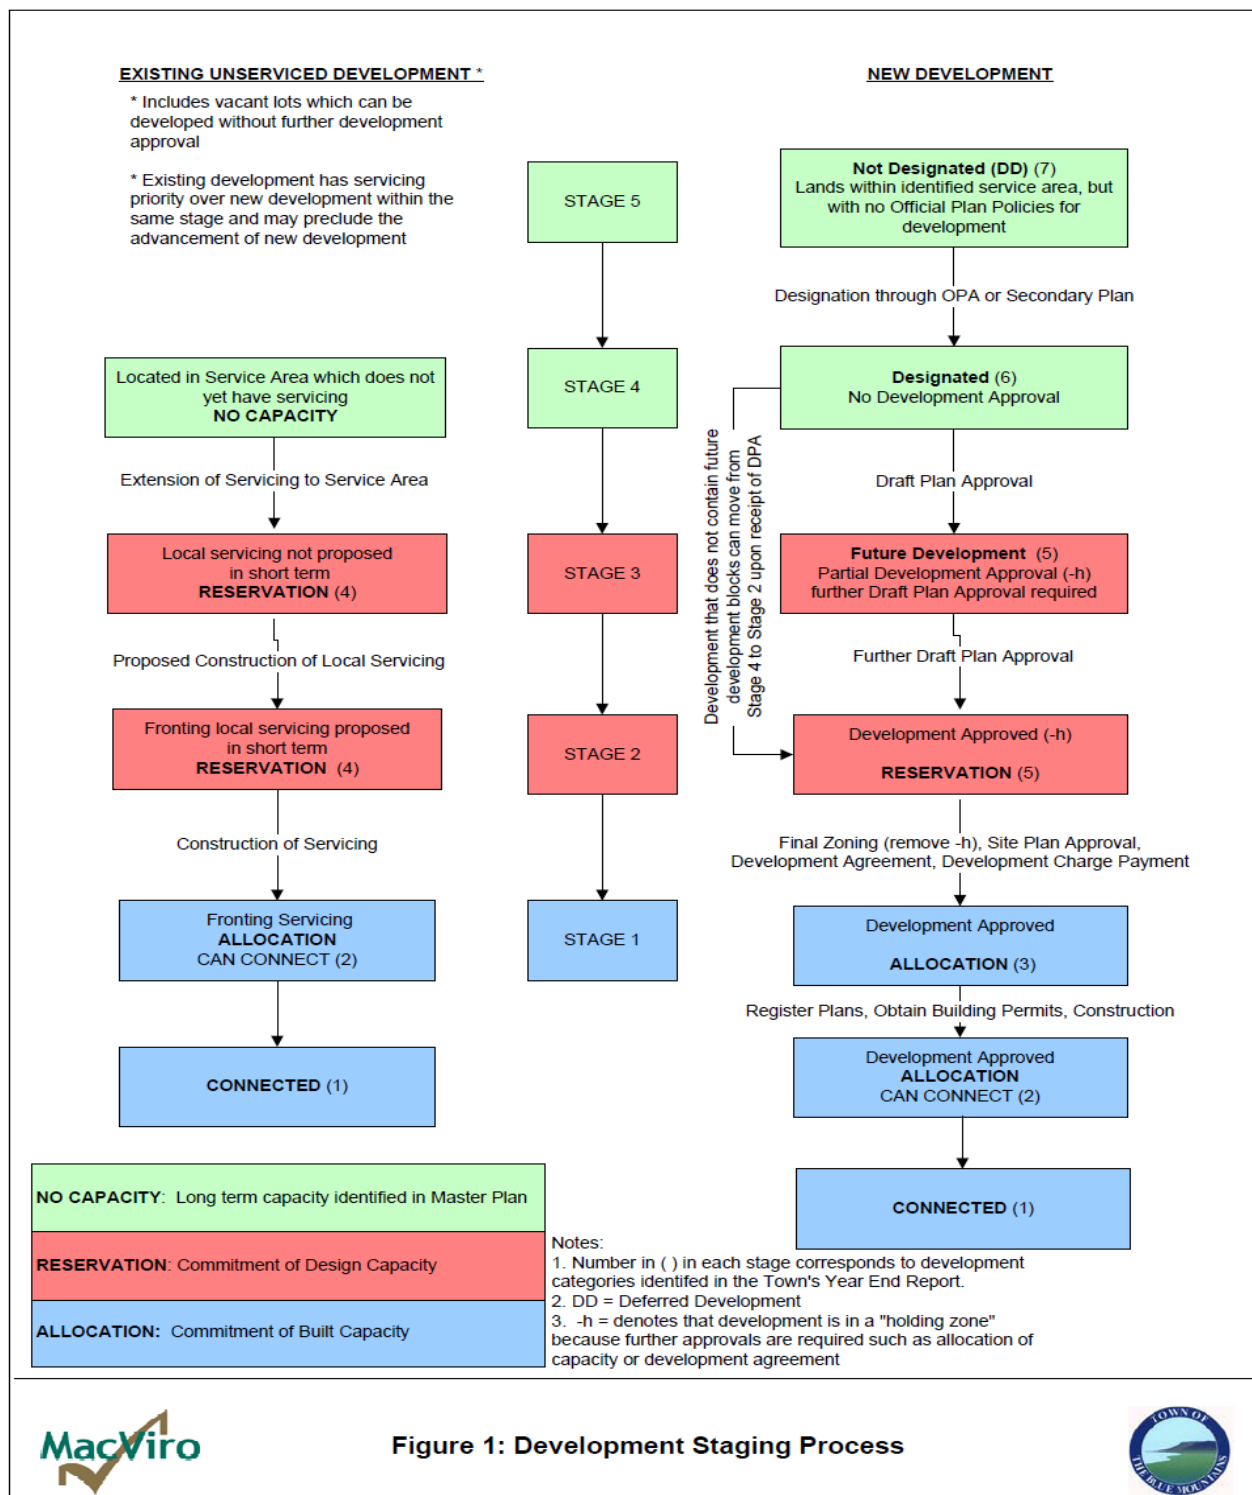 EXISTING UNSERVICED DEVELOPMENT *
* Includes vacant lots which can be
developed without further development
approval
* Existing development has servicing
priority over new development within the
same stage and may preclude the
advancement of new development
Located in Service Area which does not
yet have servicing
NO CAPACITY
Extension of Servicing to Service Area
Local servicing not proposed
in short term
RESERVATION (4)
Proposed Construction of Local Servicing
Fronting local servicing proposed
in short term
RESERVATION (4)
Construction of Servicing
Fronting Servicing
ALLOCATION
CAN CONNECT (2)
CONNECTED (1)
STAGE 5
STAGE 4
STAGE 3
STAGE 2
STAGE 1
NEW DEVELOPMENT
Not Designated (DD) (7)
Lands within identified service area, but
with no Official Plan Policies for
development
Designation through OPA or Secondary Plan
Designated (6)
No Development Approval
Development that does not contain future
development blocks can move from
Stage 4 to Stage 2 upon receipt of DPA
Draft Plan Approval
Future Development (5)
Partial Development Approval (-h)
further Draft Plan Approval required
Further Draft Plan Approval
Development Approved (-h)
RESERVATION (5)
Final Zoning (remove -h), Site Plan Approval,
Development Agreement, Development Charge Payment
Development Approved
ALLOCATION (3)
Register Plans, Obtain Building Permits, Construction
Development Approved
ALLOCATION
CAN CONNECT (2)
CONNECTED (1)
NO CAPACITY: Long term capacity identified in Master Plan
RESERVATION: Commitment of Design Capacity
ALLOCATION: Commitment of Built Capacity
Notes:
1. Number in ( ) in each stage corresponds to development
categories identifed in the Town's Year End Report.
2. DD = Deferred Development
3. -h = denotes that development is in a "holding zone"
because further approvals are required such as allocation of
capacity or development agreement
MacViro
Figure 1: Development Staging Process
TOWN OF
THE BLUE MOUNTAINS